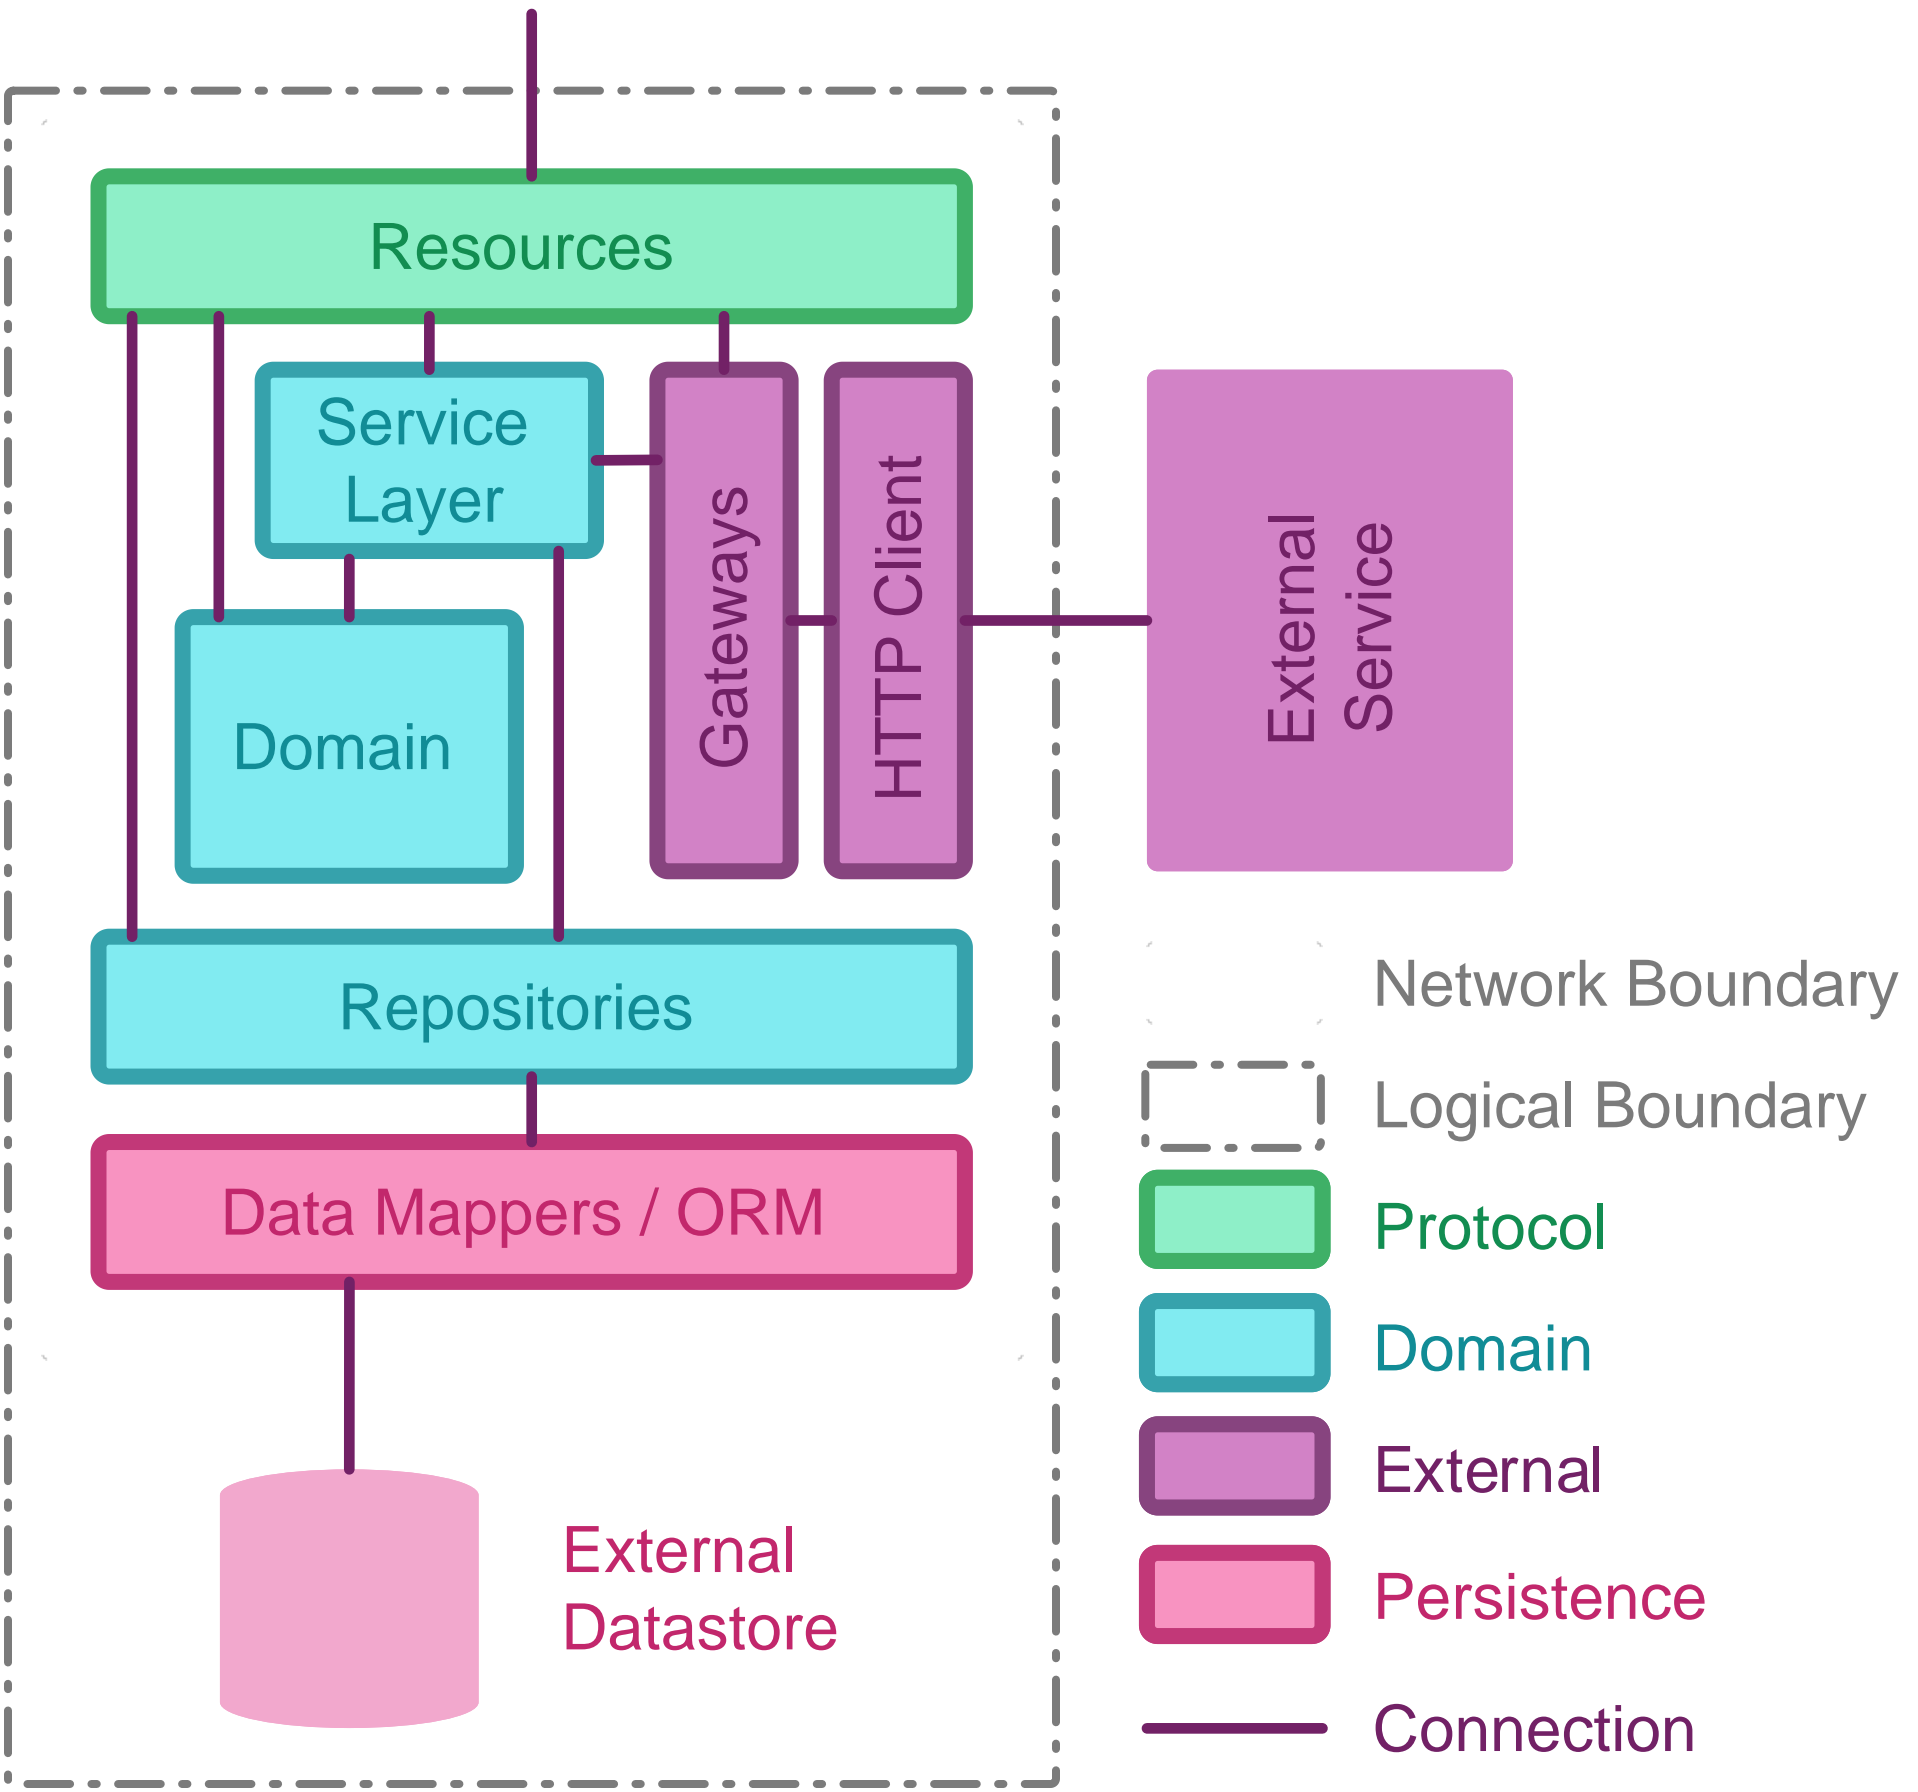 Resources
Service
Layer
Gateways
HTTP Client
External
Service
Domain
Repositories
Data Mappers / ORM
External
Datastore
Network Boundary
Logical Boundary
Protocol
Domain
External
Persistence
Connection